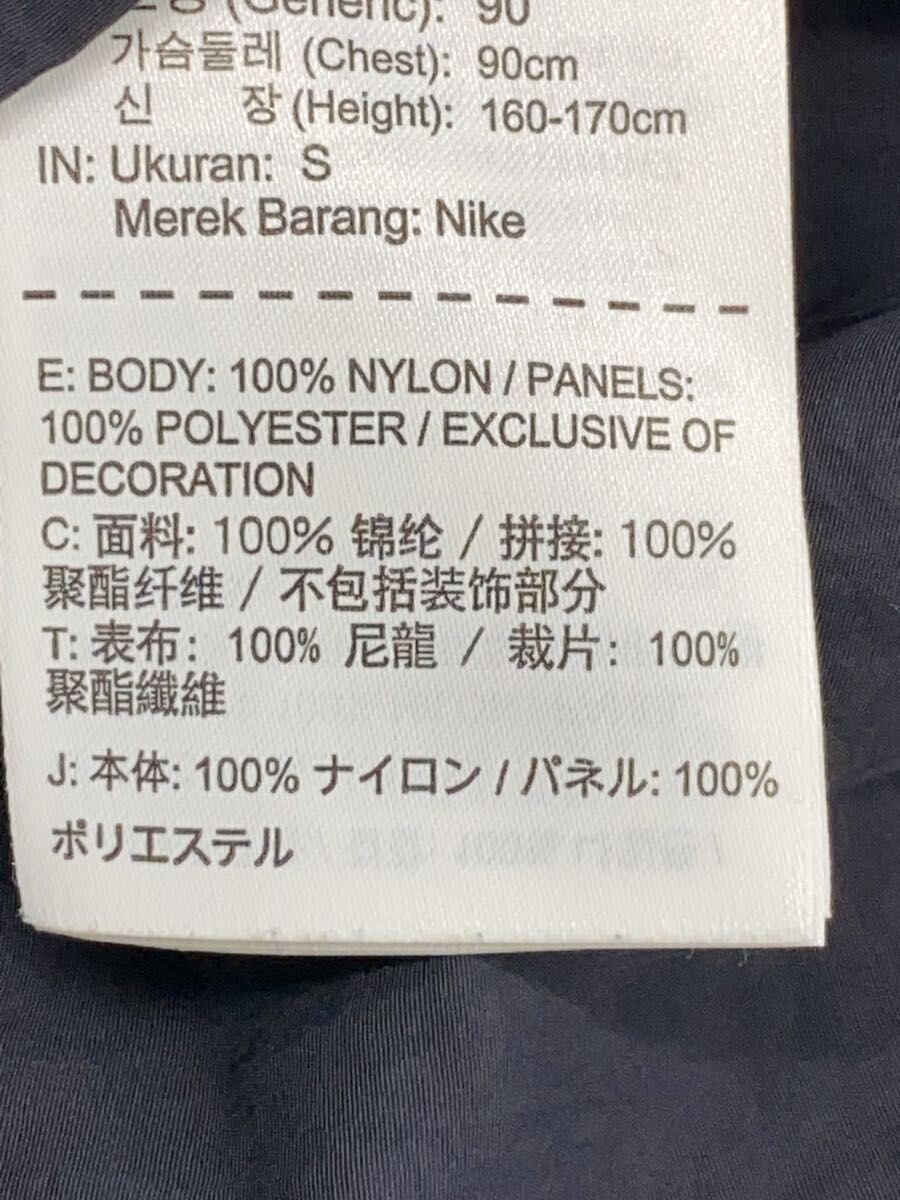 (Generic): 90
가슴둘레 (Chest): 90cm
신 장 (Height): 160-170cm
IN: Ukuran: S
Merek Barang: Nike
E: BODY: 100% NYLON / PANELS:
100% POLYESTER / EXCLUSIVE OF
DECORATION
C: 面料: 100% 锦纶 / 拼接: 100%
聚酯纤维 / 不包括装饰部分
T: 表布: 100% 尼龍 / 裁片: 100%
聚酯纖維
J: 本体: 100% ナイロン / パネル: 100%
ポリエステル